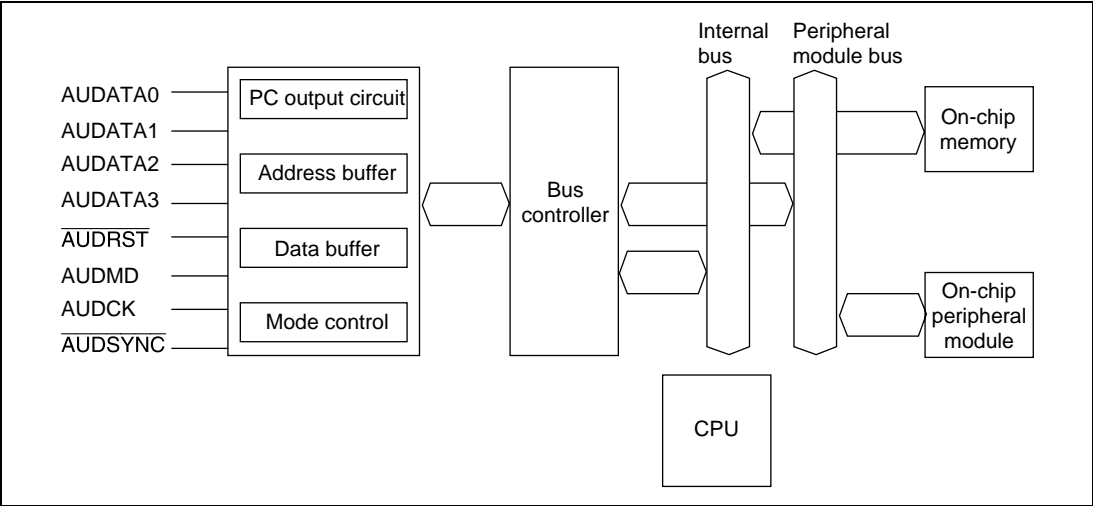 Internal
bus
Peripheral
module bus
AUDATA0
AUDATA1
AUDATA2
AUDATA3
AUDRST
AUDMD
AUDCK
AUDSYNC
PC output circuit
Address buffer
Data buffer
Mode control
Bus
controller
On-chip
memory
On-chip
peripheral
module
CPU